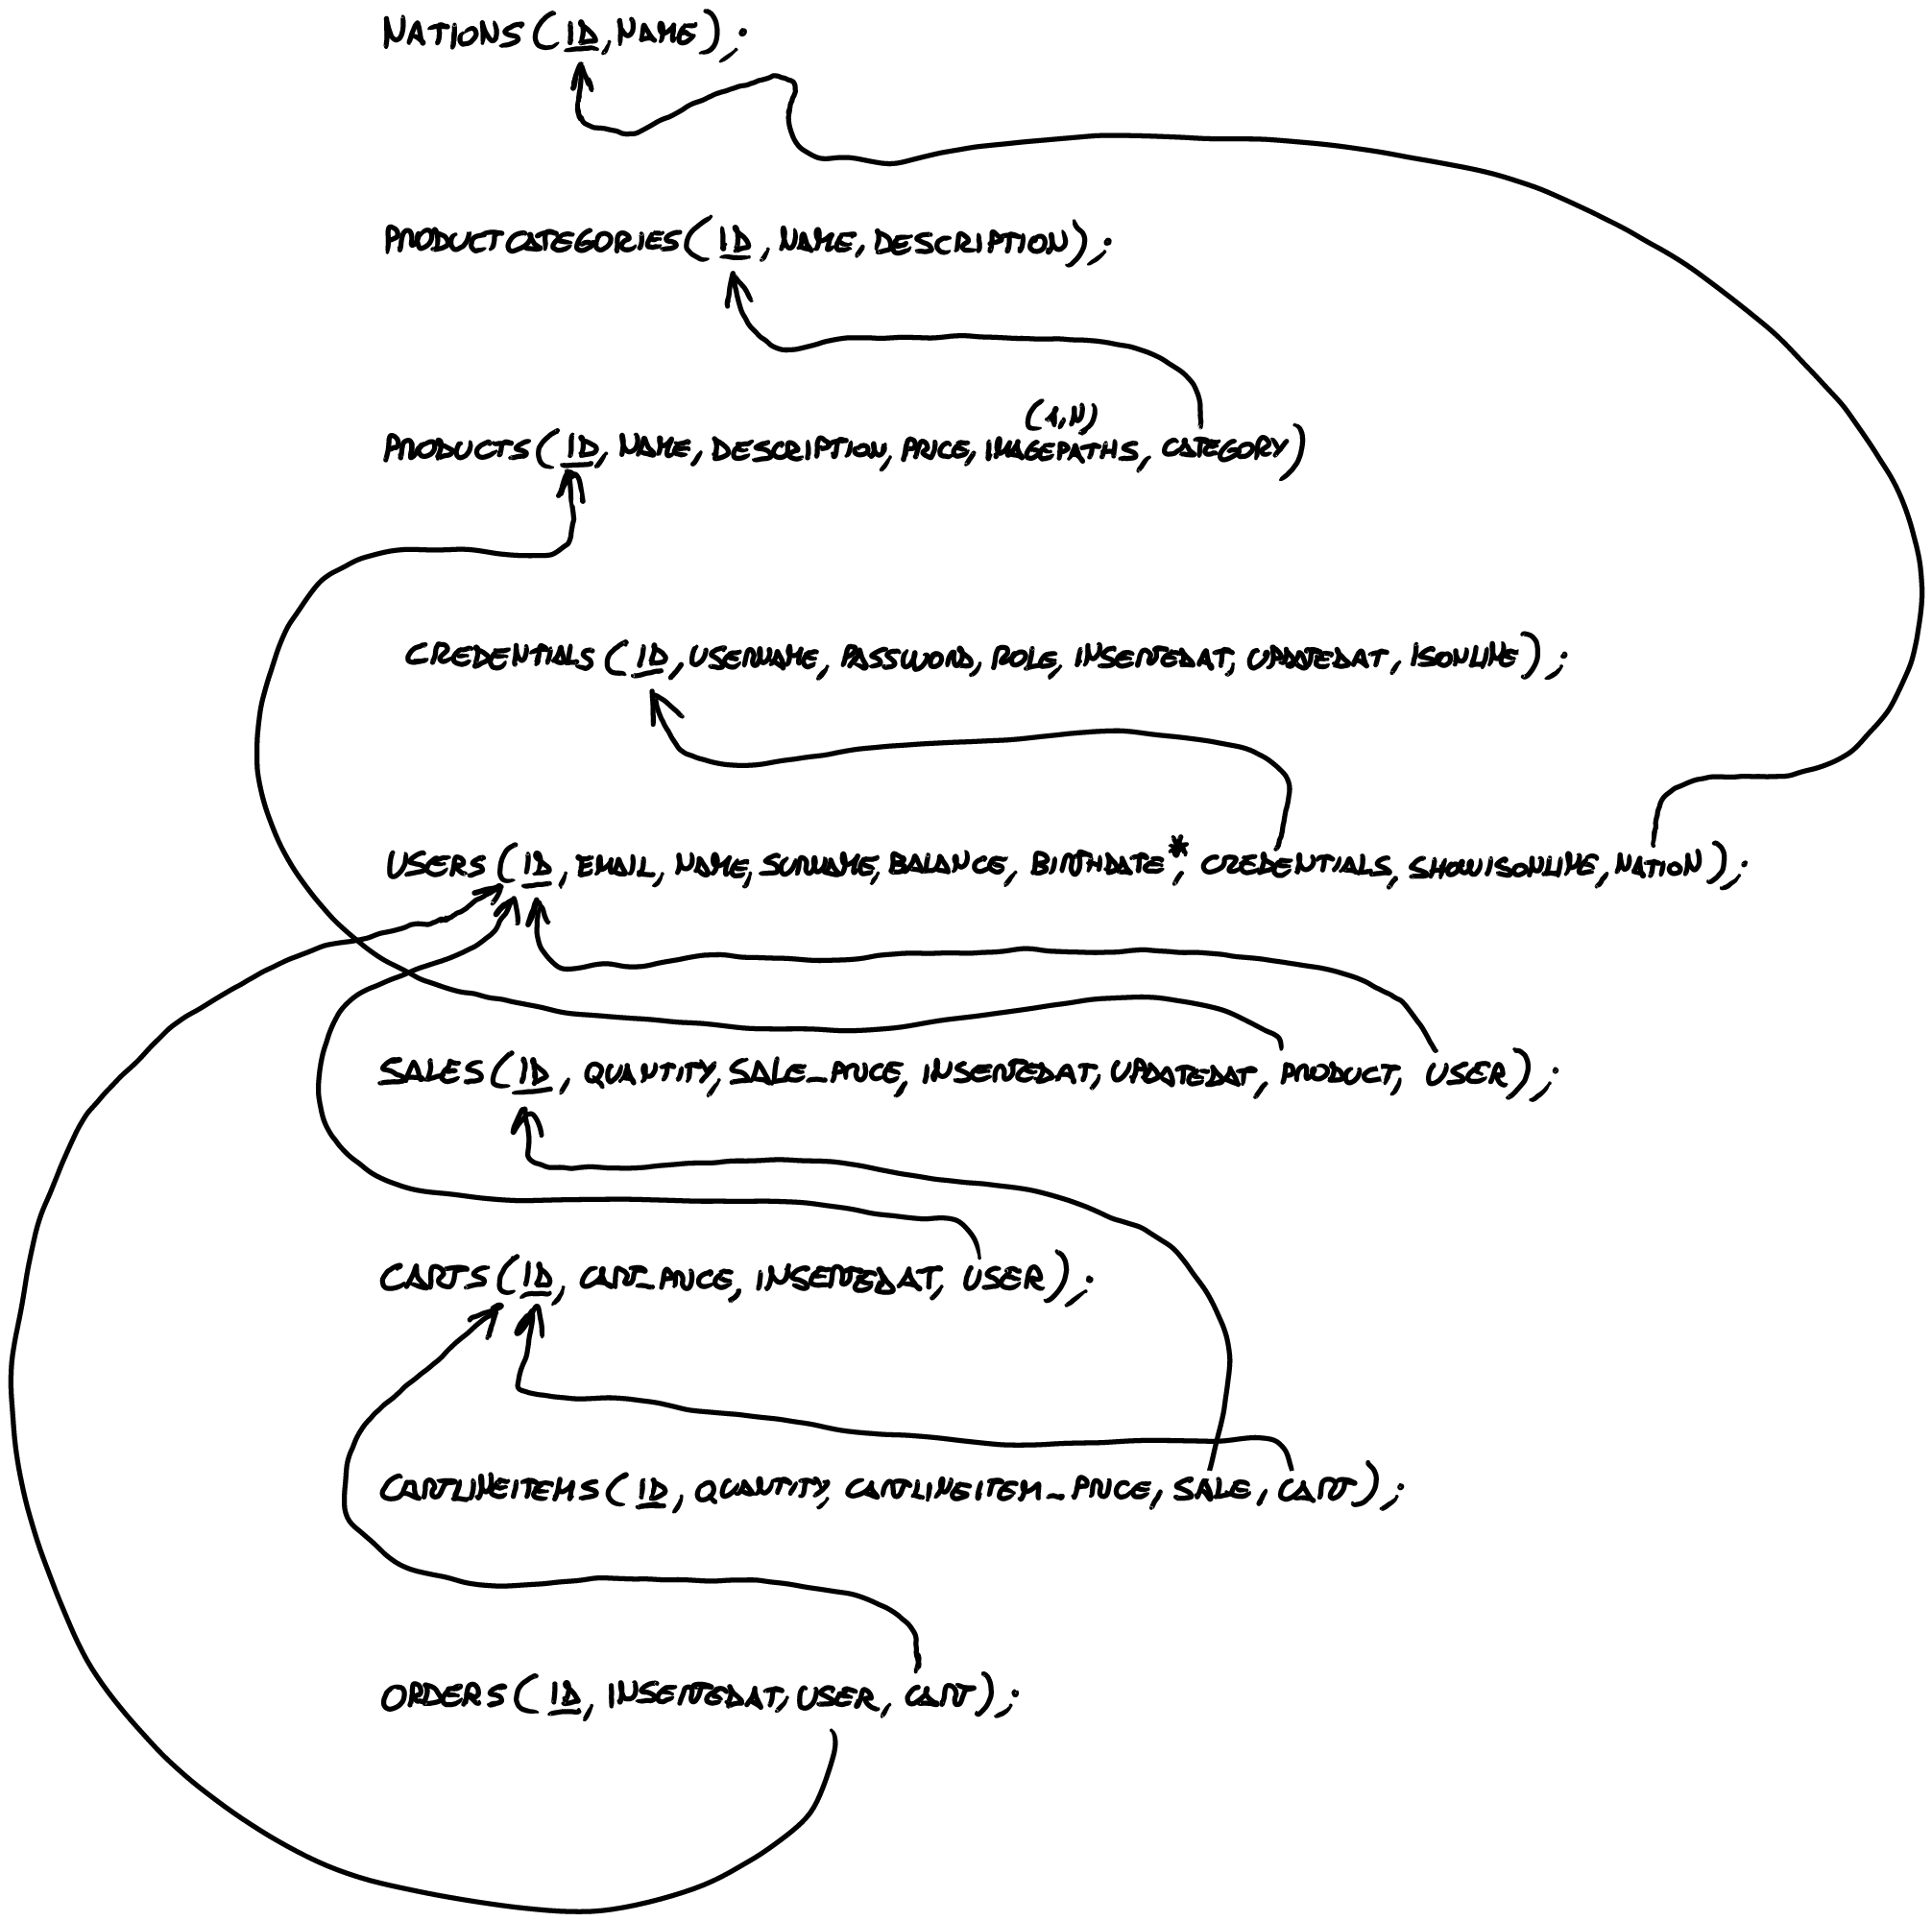 NATIONS(ID,NAME);
PRODUCTCATEGORIES(ID,NAME,DESCRIPTION);
(1,N)
PRODUCTS(ID,NAME,DESCRIPTION,PRICE,IMAGEPATHS,CATEGORY)
CREDENTIALS(ID,USERNAME,PASSWORD,ROLE,INSERTEDAT,UPDATEDAT,ISONLINE);
USERS(ID,EMAIL,NAME,SURNAME,BALANCE,BIRTHDATE*,CREDENTIALS,SHOWISONLINE,NATION);
SALES(ID,QUANTITY,SALE_PRICE,INSERTEDAT,UPDATEDAT,PRODUCT,USER);
CARTS(ID,CART_PRICE,INSERTEDAT,USER);
CARTLINEITEMS(ID,QUANTITY,CARTLINEITEM_PRICE,SALE,CART);
ORDERS(ID,INSERTEDAT,USER,CART);